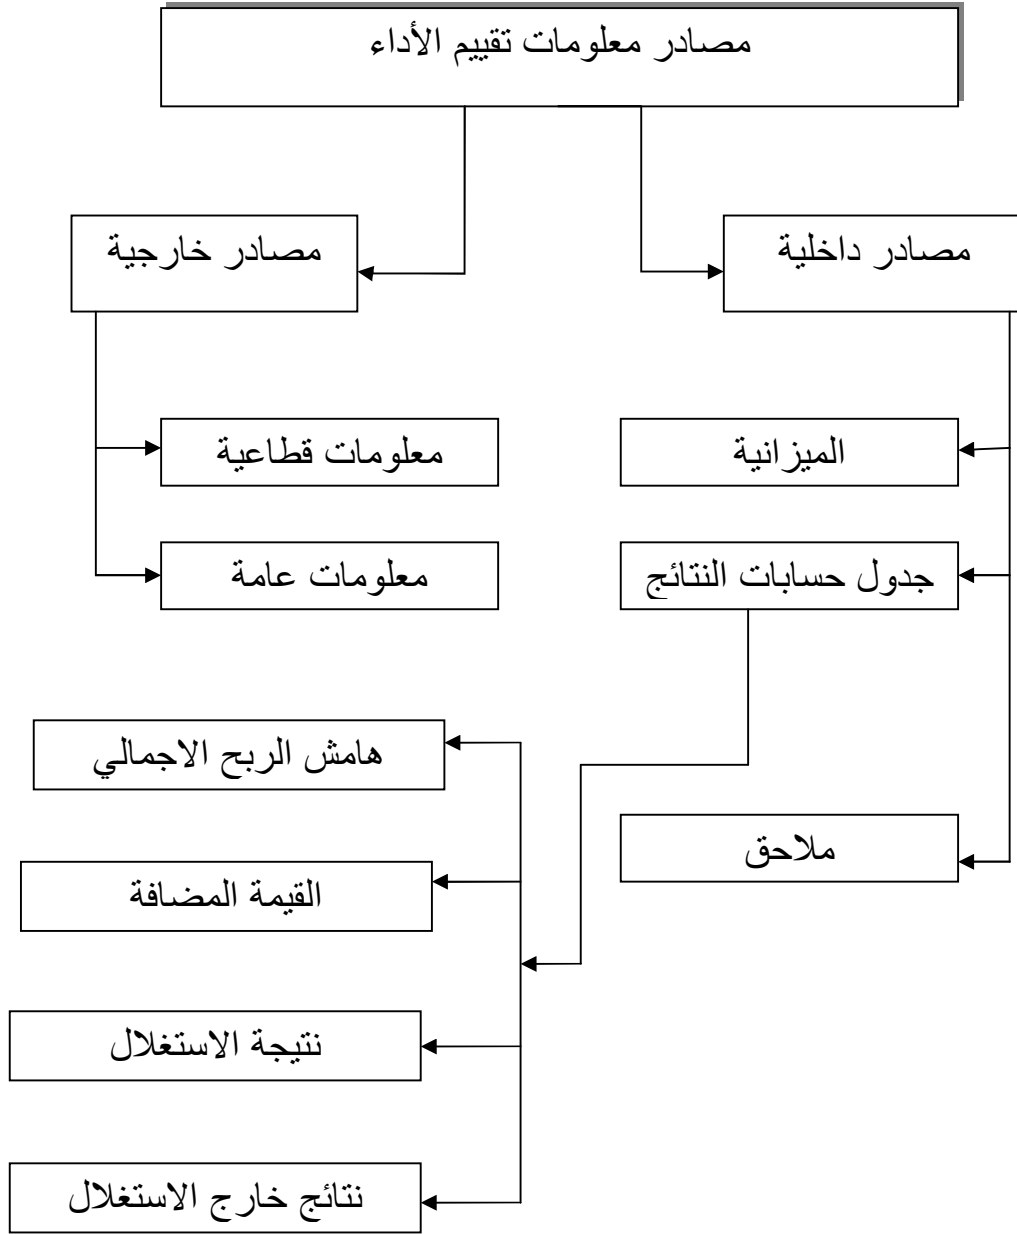 مصادر معلومات تقييم الأداء
مصادر داخلية
مصادر خارجية
الميزانية
معلومات قطاعية
جدول حسابات النتائج
معلومات عامة
هامش الربح الاجمالي
ملاحق
القيمة المضافة
نتيجة الاستغلال
نتائج خارج الاستغلال